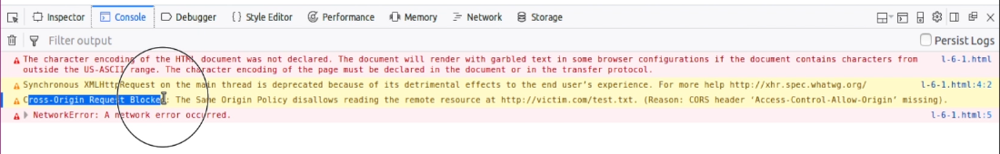 Inspector Console Debugger Style Editor Performance Memory Network Storage
Filter output Persist Logs
The character encoding of the HTML document was not declared. The document will render with garbled text in some browser configurations if the document contains characters from l-6-1.html
outside the US-ASCII range. The character encoding of the page must be declared in the document or in the transfer protocol.
Synchronous XMLHttpRequest on the main thread is deprecated because of its detrimental effects to the end user's experience. For more help http://xhr.spec.whatwg.org/ l-6-1.html:4:2
Cross-Origin Request Blocked: The Same Origin Policy disallows reading the remote resource at http://victim.com/test.txt. (Reason: CORS header 'Access-Control-Allow-Origin' missing).
NetworkError: A network error occurred. l-6-1.html:5